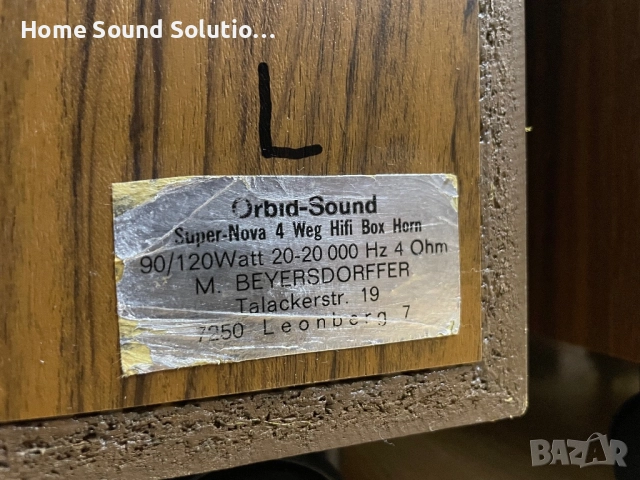 Home Sound Solutio...
L
Orbid-Sound
Super-Nova 4 Weg Hifi Box Horn
90/120Watt 20-20 000 Hz 4 Ohm
M. BEYERSDORFFER
Talackerstr. 19
7250 Leonberg 7
BAZAR